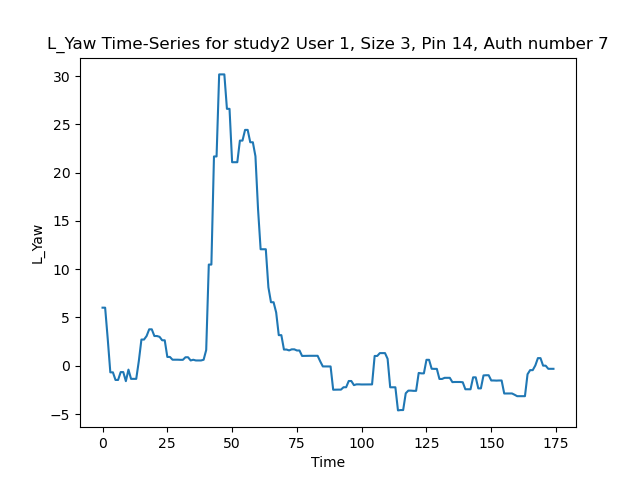 L_Yaw Time-Series for study2 User 1, Size 3, Pin 14, Auth number 7
30
25
20
15
10
5
0
−5
L_Yaw
0 25 50 75 100 125 150 175
Time